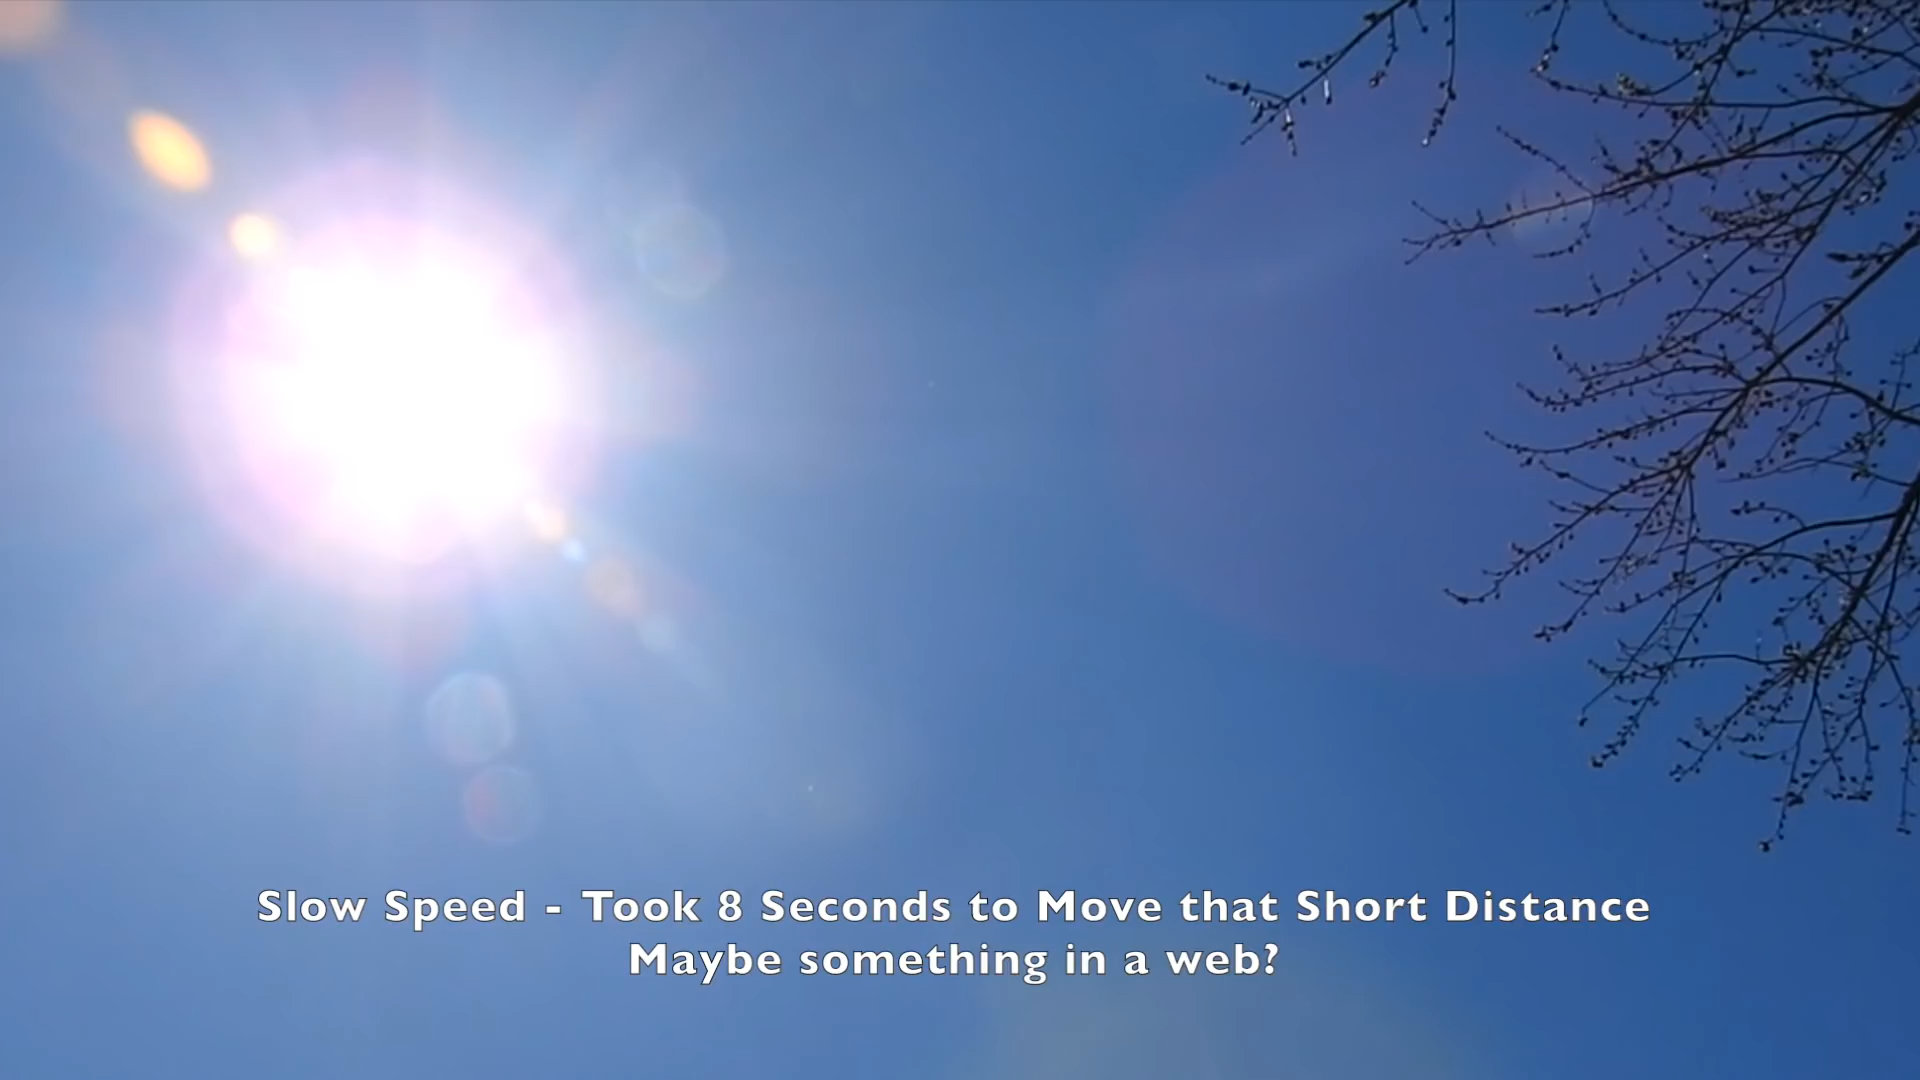 Slow Speed - Took 8 Seconds to Move that Short Distance
Maybe something in a web?